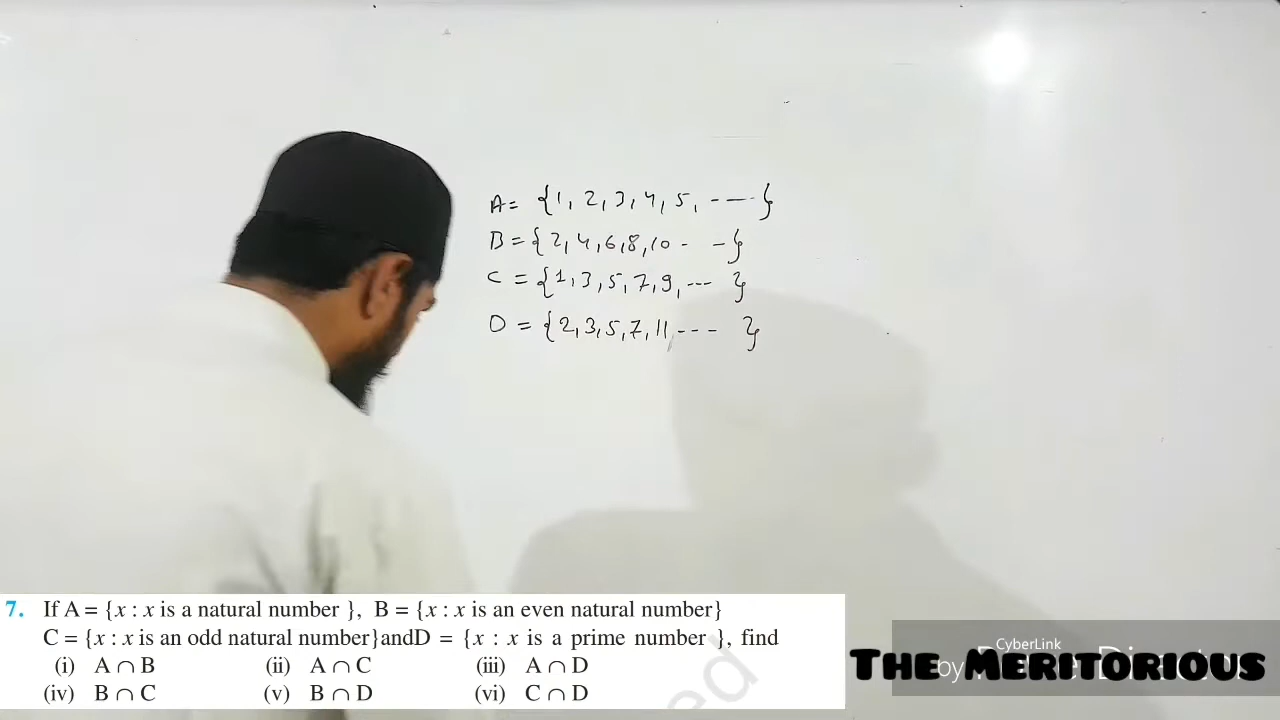 A = {1, 2, 3, 4, 5, - - - }
B = {2, 4, 6, 8, 10 - - }
C = {1, 3, 5, 7, 9, --- }
D = {2, 3, 5, 7, 11, --- }
7. If A = {x : x is a natural number }, B = {x : x is an even natural number}
C = {x : x is an odd natural number}andD = {x : x is a prime number }, find
(i) A ∩ B (ii) A ∩ C (iii) A ∩ D
(iv) B ∩ C (v) B ∩ D (vi) C ∩ D
CyberLink
by
THE MERITORIOUS